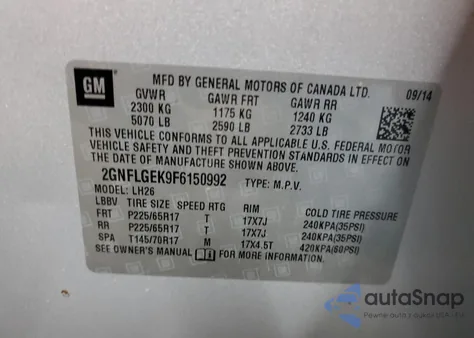 GM
MFD BY GENERAL MOTORS OF CANADA LTD.
09/14
GVWR GAWR FRT GAWR RR
2300 KG 1175 KG 1240 KG
5070 LB 2590 LB 2733 LB
THIS VEHICLE CONFORMS TO ALL APPLICABLE U.S. FEDERAL MOTOR
VEHICLE SAFETY AND THEFT PREVENTION STANDARDS IN EFFECT ON
THE DATE OF MANUFACTURE SHOWN ABOVE.
2GNFLGEK9F6150992 TYPE: M.P.V.
MODEL: LH26
LBBV TIRE SIZE SPEED RTG RIM COLD TIRE PRESSURE
FRT P225/65R17 T 17X7J 240KPA(35PSI)
RR P225/65R17 T 17X7J 240KPA(35PSI)
SPA T145/70R17 M 17X4.5T 420KPA(60PSI)
SEE OWNER'S MANUAL FOR MORE INFORMATION.
autoSnap
Pewne auta z aukcji USA